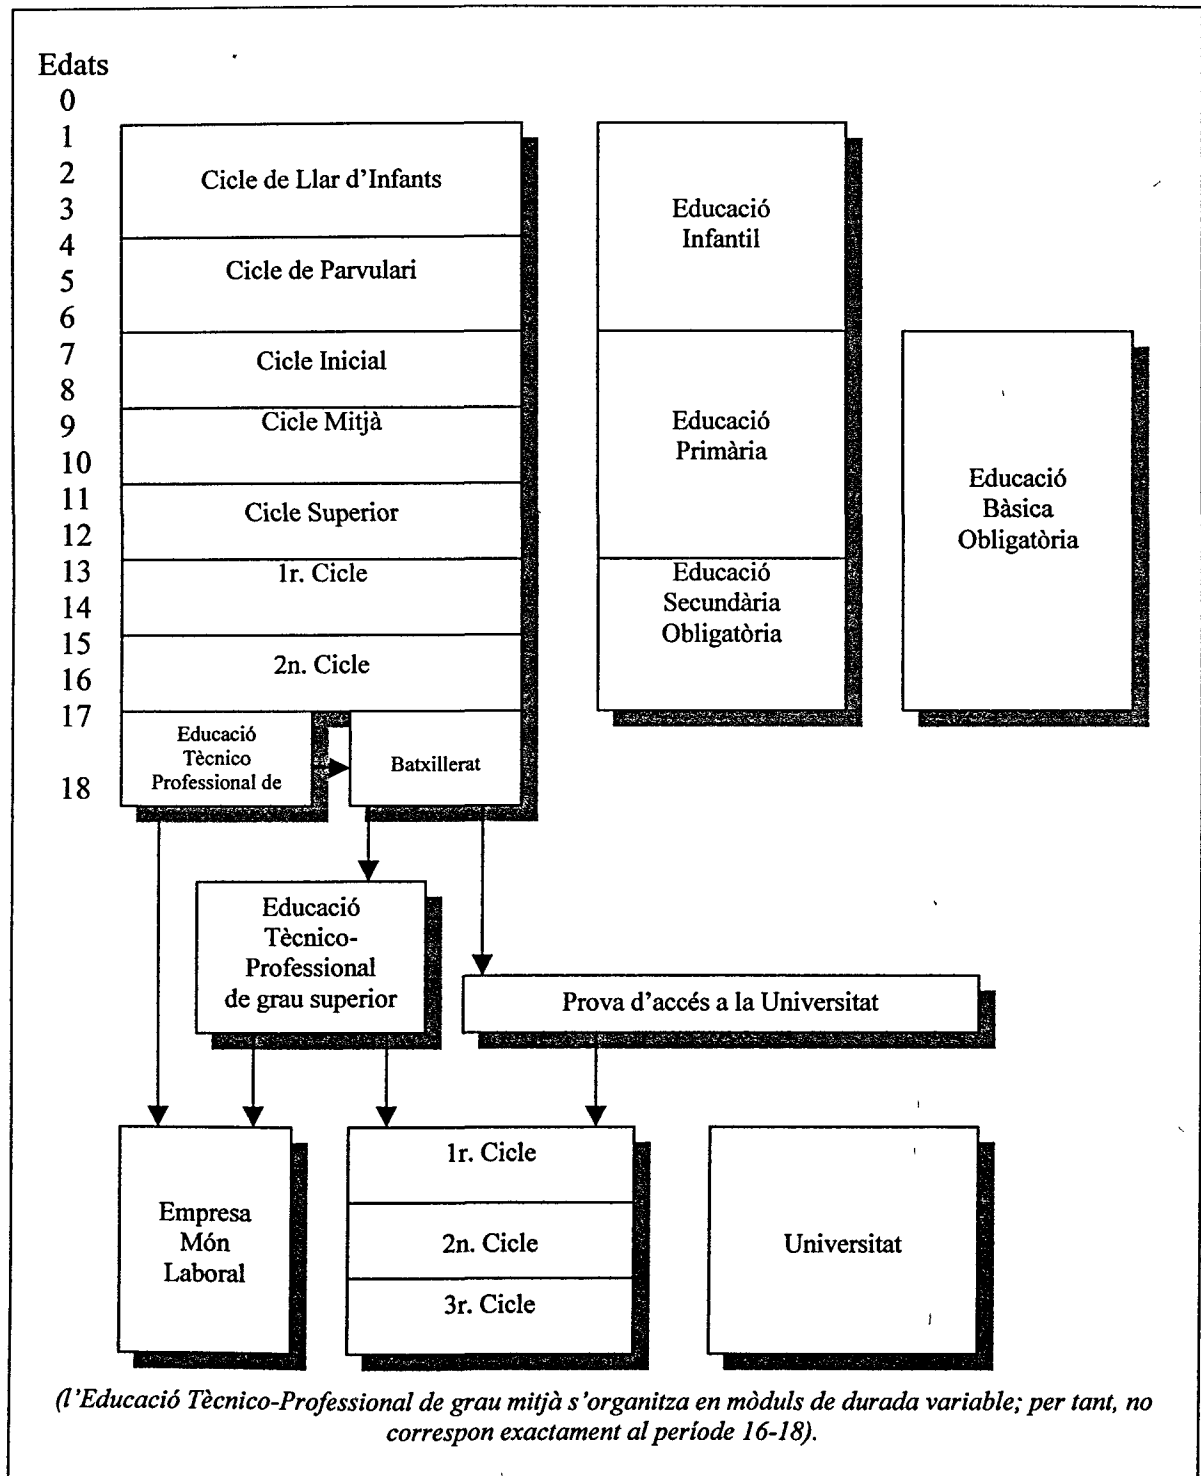 Edats
0
1
2
3
4
5
6
7
8
9
10
11
12
13
14
15
16
17
18
Cicle de Llar d'Infants
Cicle de Parvulari
Cicle Inicial
Cicle Mitjà
Cicle Superior
1r. Cicle
2n. Cicle
Educació
Tècnico
Professional de
Batxillerat
Educació
Infantil
Educació
Primària
Educació
Secundària
Obligatòria
Educació
Bàsica
Obligatòria
Educació
Tècnico-
Professional
de grau superior
Prova d'accés a la Universitat
Empresa
Món
Laboral
1r. Cicle
2n. Cicle
3r. Cicle
Universitat
(l'Educació Tècnico-Professional de grau mitjà s'organitza en mòduls de durada variable; per tant, no
correspon exactament al període 16-18).